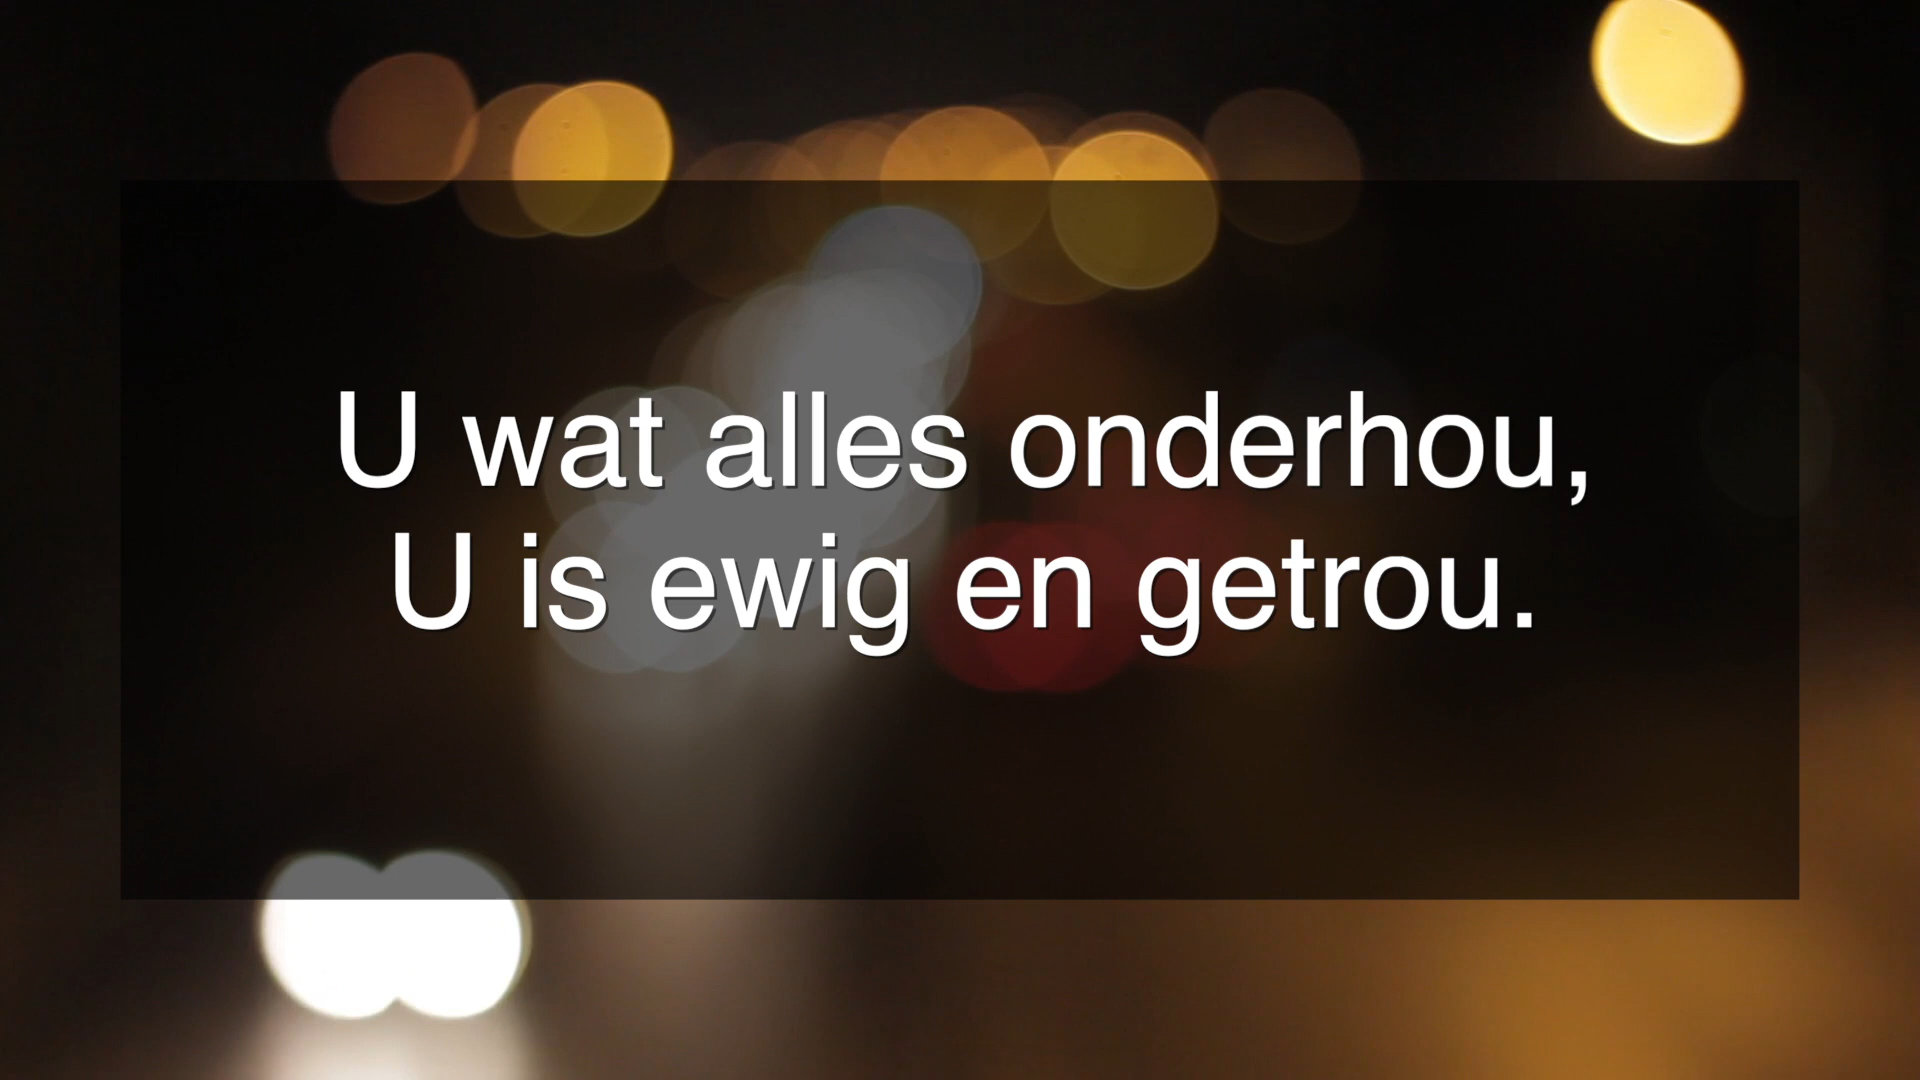 U wat alles onderhou,
U is ewig en getrou.